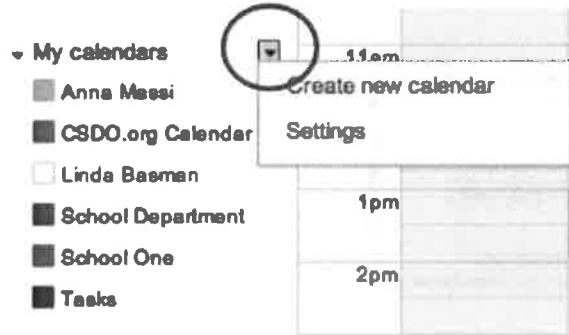 My calendars
11am
Create new calendar
Anna Massi
CSDO.org Calendar
Settings
Linda Basman
1pm
School Department
School One
2pm
Tasks